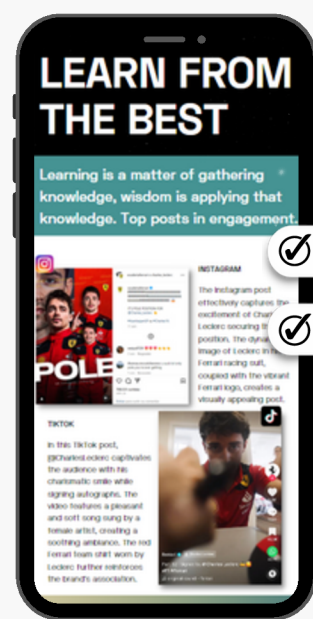 LEARN FROM
THE BEST
Learning is a matter of gathering
knowledge, wisdom is applying that
knowledge. Top posts in engagement.
INSTAGRAM
The Instagram post
effectively captures the
excitement of
Leclerc securing
position. The
image of Leclerc in
Ferrari racing suit,
coupled with the vibrant
Ferrari logo, creates a
visually appealing post.
POLE
TIKTOK
In this TikTok post,
@CharlesLeclerc captivates
the audience with his
charismatic smile while
signing autographs. The
video features a pleasant
and soft song sung by a
female artist, creating a
soothing ambiance. The red
Ferrari team shirt worn by
Leclerc further reinforces
the brand's association.